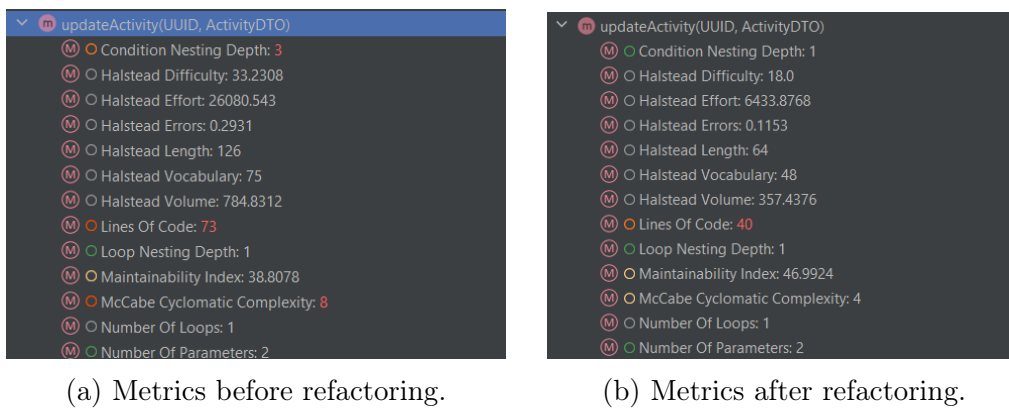 updateActivity(UUID, ActivityDTO)
Condition Nesting Depth: 3
Halstead Difficulty: 33.2308
Halstead Effort: 26080.543
Halstead Errors: 0.2931
Halstead Length: 126
Halstead Vocabulary: 75
Halstead Volume: 784.8312
Lines Of Code: 73
Loop Nesting Depth: 1
Maintainability Index: 38.8078
McCabe Cyclomatic Complexity: 8
Number Of Loops: 1
Number Of Parameters: 2
(a) Metrics before refactoring.
updateActivity(UUID, ActivityDTO)
Condition Nesting Depth: 1
Halstead Difficulty: 18.0
Halstead Effort: 6433.8768
Halstead Errors: 0.1153
Halstead Length: 64
Halstead Vocabulary: 48
Halstead Volume: 357.4376
Lines Of Code: 40
Loop Nesting Depth: 1
Maintainability Index: 46.9924
McCabe Cyclomatic Complexity: 4
Number Of Loops: 1
Number Of Parameters: 2
(b) Metrics after refactoring.